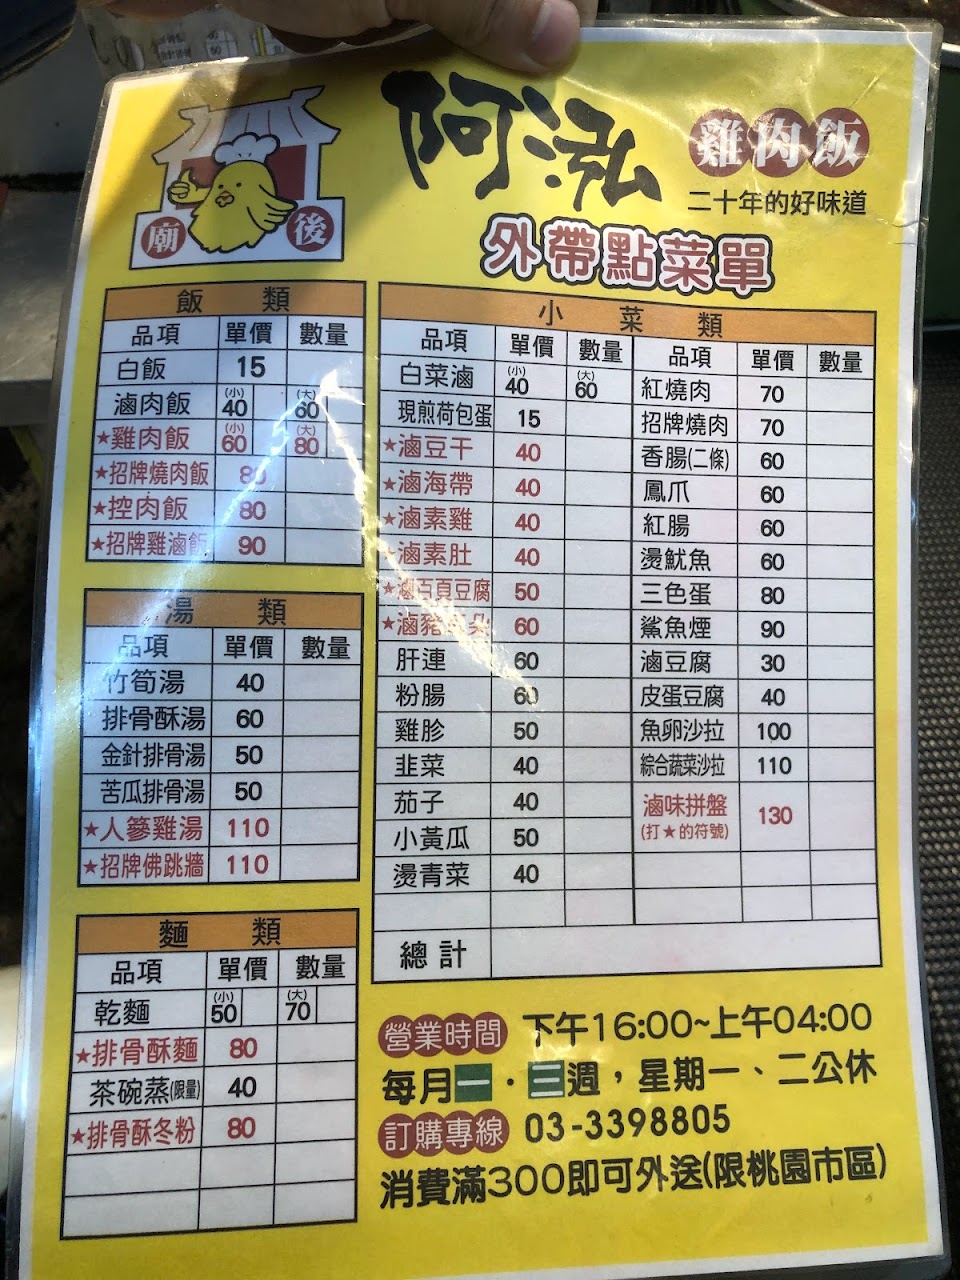 阿泓
雞肉飯
二十年的好味道
廟後
外帶點菜單
飯類
品項 單價 數量
白飯 15
滷肉飯 (小)40 (大)60
★雞肉飯 (小)60 (大)80
★招牌燒肉飯
★控肉飯 80
★招牌雞滷飯 90
湯類
品項 單價 數量
竹筍湯 40
排骨酥湯 60
金針排骨湯 50
苦瓜排骨湯 50
★人蔘雞湯 110
★招牌佛跳牆 110
麵類
品項 單價 數量
乾麵 (小)50 (大)70
★排骨酥麵 80
茶碗蒸(限量) 40
★排骨酥冬粉 80
小菜類
品項 單價 數量
白菜滷 (小)40 (大)60
現煎荷包蛋 15
★滷豆干 40
★滷海帶 40
★滷素雞 40
★滷素肚 40
★滷百頁豆腐 50
★滷豬 60
肝連 60
粉腸 60
雞胗 50
韭菜 40
茄子 40
小黃瓜 50
燙青菜 40
品項 單價 數量
紅燒肉 70
招牌燒肉 70
香腸(二條) 60
鳳爪 60
紅腸 60
燙魷魚 60
三色蛋 80
鯊魚煙 90
滷豆腐 30
皮蛋豆腐 40
魚卵沙拉 100
綜合蔬菜沙拉 110
滷味拼盤 130
(打★的符號)
總計
營業時間 下午16:00~上午04:00
每月一．三週，星期一、二公休
訂購專線 03-3398805
消費滿300即可外送(限桃園市區)